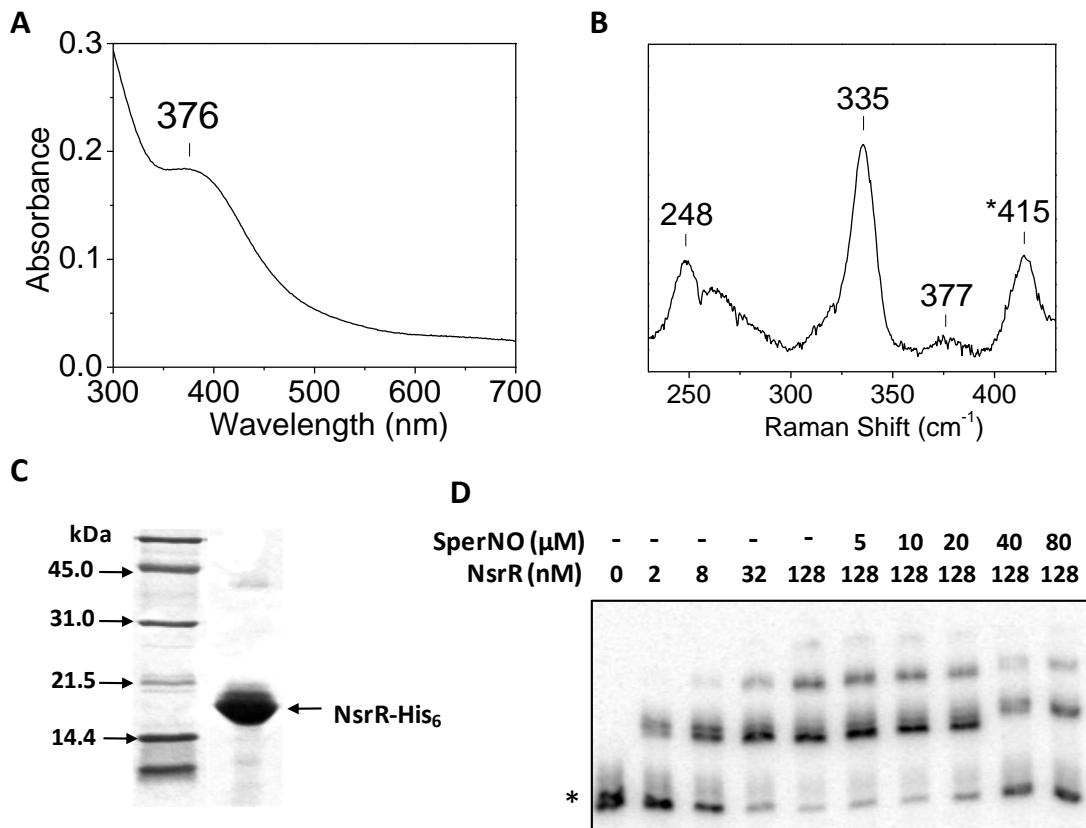 A
0.3
0.2
0.1
0.0
376
Absorbance
300 400 500 600 700
Wavelength (nm)
B
248
335
377
*415
250 300 350 400
Raman Shift (cm-1)
C
kDa
45.0
31.0
21.5
14.4
NsrR-His6
D
SperNO (µM) - - - - - 5 10 20 40 80
NsrR (nM) 0 2 8 32 128 128 128 128 128 128
*